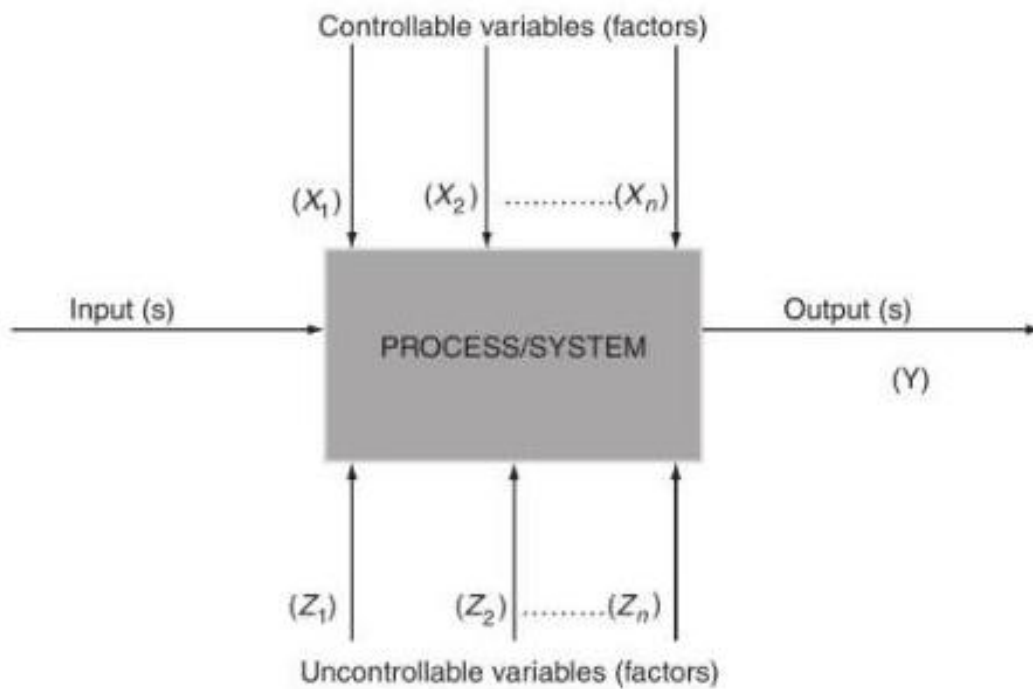 Controllable variables (factors)
(X₁) (X₂) ..............(Xₙ)
Input (s)
Output (s)
PROCESS/SYSTEM
(Y)
(Z₁) (Z₂) ..........(Zₙ)
Uncontrollable variables (factors)